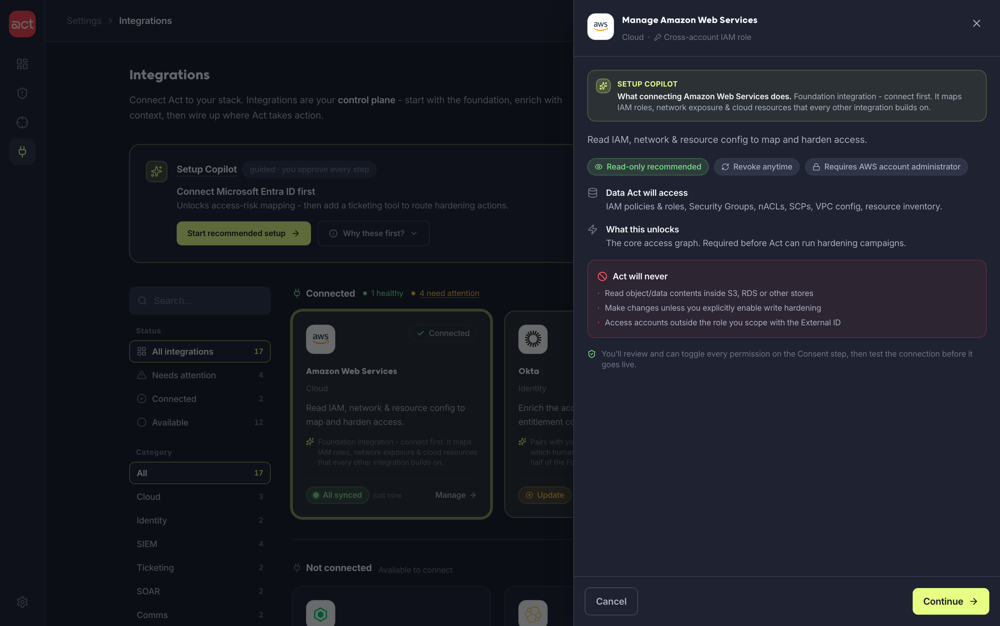 act
Settings > Integrations
Integrations
Connect Act to your stack. Integrations are your control plane - start with the foundation, enrich with
context, then wire up where Act takes action.
Setup Copilot
guided · you approve every step
Connect Microsoft Entra ID first
Unlocks access-risk mapping - then add a ticketing tool to route hardening actions.
Start recommended setup →
Why these first?
Search...
Status
All integrations 17
Needs attention 4
Connected 2
Available 12
Category
All 17
Cloud 3
Identity 2
SIEM 4
Ticketing 2
SOAR 2
Comms 2
Connected
1 healthy
4 need attention
aws
Connected
Amazon Web Services
Cloud
Read IAM, network & resource config to
map and harden access.
Foundation integration - connect first. It maps
IAM roles, network exposure & cloud resources
that every other integration builds on.
All synced
just now
Manage →
Okta
Identity
Enrich the
entitlement
Pairs with
which
half of the
Update
Not connected
Available to connect
aws
Manage Amazon Web Services
Cloud · Cross-account IAM role
SETUP COPILOT
What connecting Amazon Web Services does. Foundation integration - connect first. It maps
IAM roles, network exposure & cloud resources that every other integration builds on.
Read IAM, network & resource config to map and harden access.
Read-only recommended
Revoke anytime
Requires AWS account administrator
Data Act will access
IAM policies & roles, Security Groups, nACLs, SCPs, VPC config, resource inventory.
What this unlocks
The core access graph. Required before Act can run hardening campaigns.
Act will never
· Read object/data contents inside S3, RDS or other stores
· Make changes unless you explicitly enable write hardening
· Access accounts outside the role you scope with the External ID
You'll review and can toggle every permission on the Consent step, then test the connection before it
goes live.
Cancel
Continue →